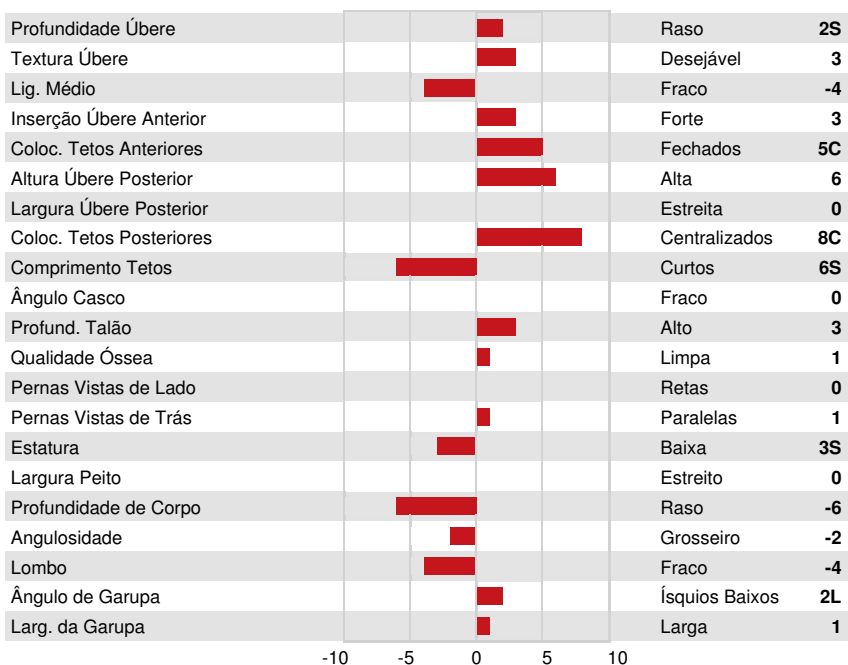 Profundidade Úbere Raso 2S
Textura Úbere Desejável 3
Lig. Médio Fraco -4
Inserção Úbere Anterior Forte 3
Coloc. Tetos Anteriores Fechados 5C
Altura Úbere Posterior Alta 6
Largura Úbere Posterior Estreita 0
Coloc. Tetos Posteriores Centralizados 8C
Comprimento Tetos Curtos 6S
Ângulo Casco Fraco 0
Profund. Talão Alto 3
Qualidade Óssea Limpa 1
Pernas Vistas de Lado Retas 0
Pernas Vistas de Trás Paralelas 1
Estatura Baixa 3S
Largura Peito Estreito 0
Profundidade de Corpo Raso -6
Angulosidade Grosseiro -2
Lombo Fraco -4
Ângulo de Garupa Ísquios Baixos 2L
Larg. da Garupa Larga 1
-10 -5 0 5 10